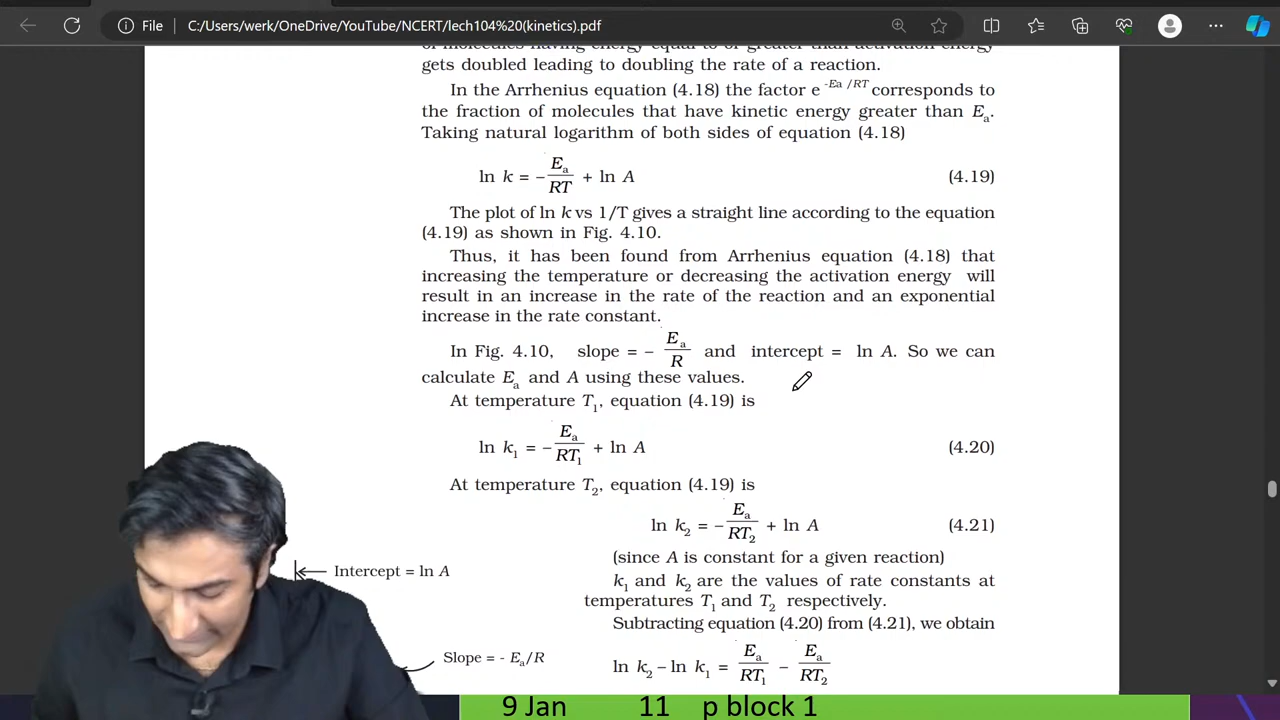 File C:/Users/werk/OneDrive/YouTube/NCERT/lech104%20(kinetics).pdf
of molecules having energy equal to or greater than activation energy
gets doubled leading to doubling the rate of a reaction.
In the Arrhenius equation (4.18) the factor e -Ea /RT corresponds to
the fraction of molecules that have kinetic energy greater than Ea.
Taking natural logarithm of both sides of equation (4.18)
ln k = – Ea/RT + ln A (4.19)
The plot of ln k vs 1/T gives a straight line according to the equation
(4.19) as shown in Fig. 4.10.
Thus, it has been found from Arrhenius equation (4.18) that
increasing the temperature or decreasing the activation energy will
result in an increase in the rate of the reaction and an exponential
increase in the rate constant.
In Fig. 4.10, slope = – Ea/R and intercept = ln A. So we can
calculate Ea and A using these values.
At temperature T1, equation (4.19) is
ln k1 = – Ea/RT1 + ln A (4.20)
At temperature T2, equation (4.19) is
ln k2 = – Ea/RT2 + ln A (4.21)
(since A is constant for a given reaction)
k1 and k2 are the values of rate constants at
temperatures T1 and T2 respectively.
Subtracting equation (4.20) from (4.21), we obtain
ln k2 – ln k1 = Ea/RT1 – Ea/RT2
Intercept = ln A
Slope = - Ea/R
9 Jan 11 p block 1